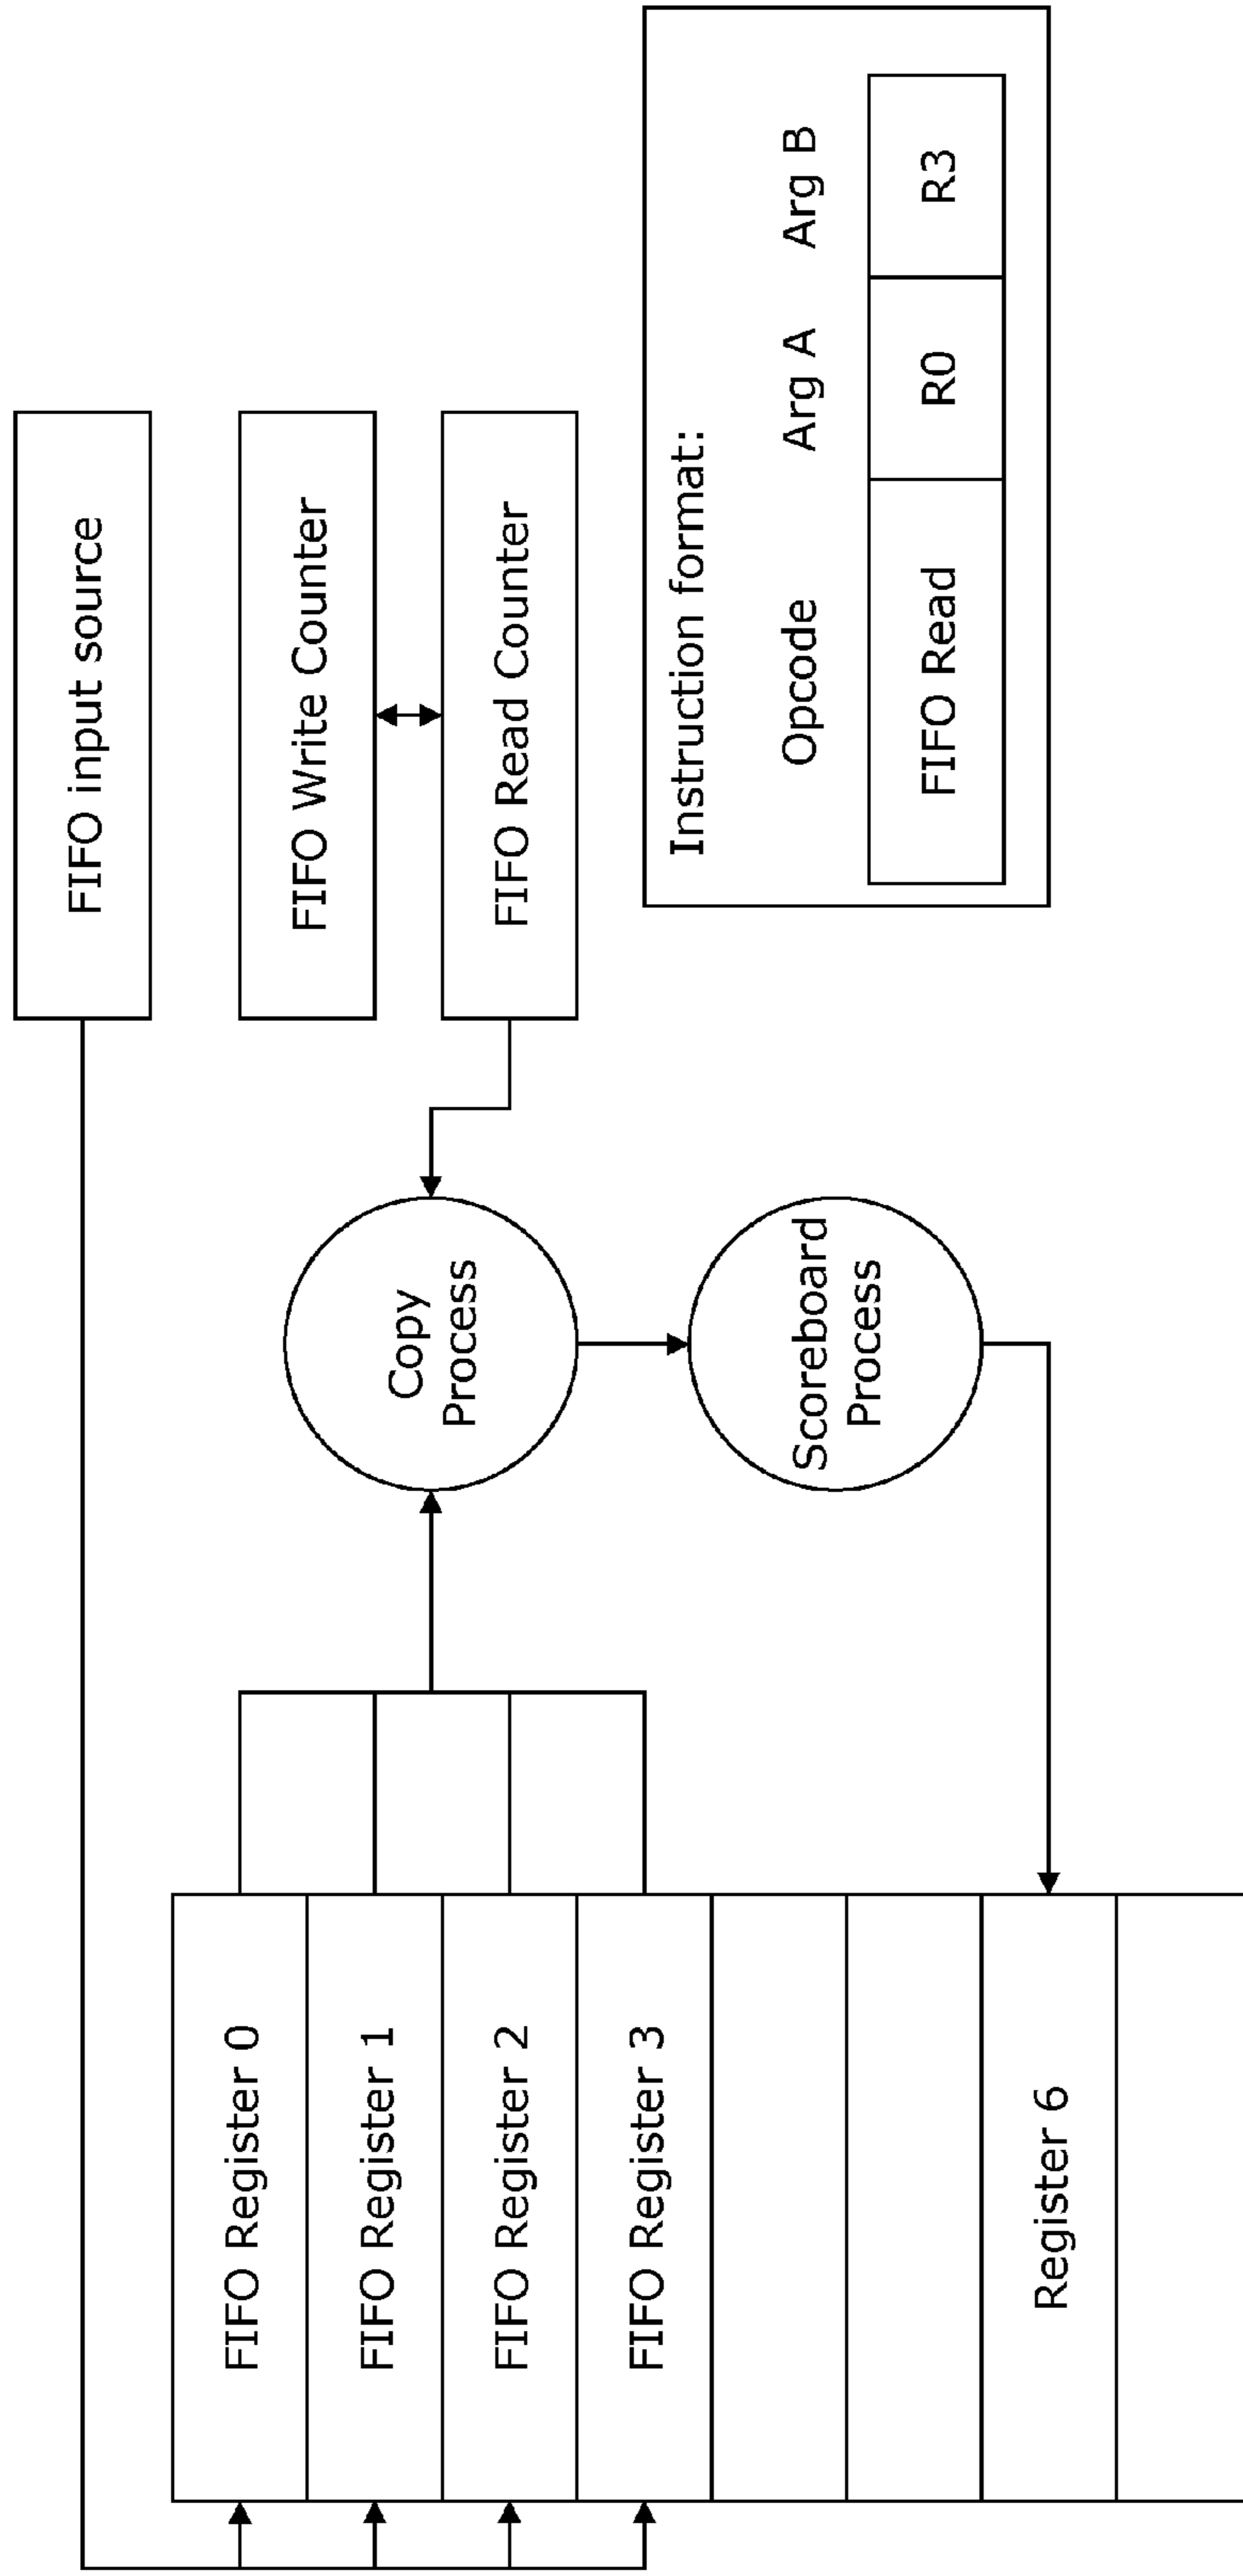 FIFO input source
FIFO Register 0
FIFO Register 1
FIFO Register 2
FIFO Register 3
Register 6
Copy
Process
Scoreboard
Process
FIFO Write Counter
FIFO Read Counter
Instruction format:
Opcode Arg A Arg B
FIFO Read R0 R3